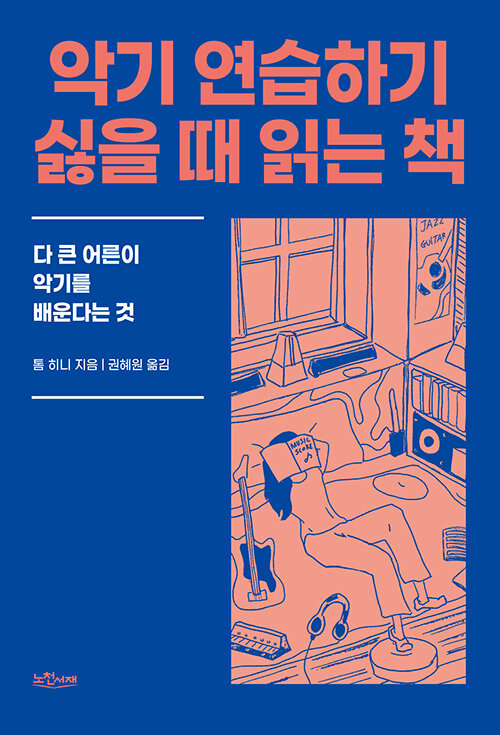 악기 연습하기
싫을 때 읽는 책
다 큰 어른이
악기를
배운다는 것
톰 히니 지음 | 권혜원 옮김
JAZZ
GUITAR
MUSIC
SCORE
노천서재